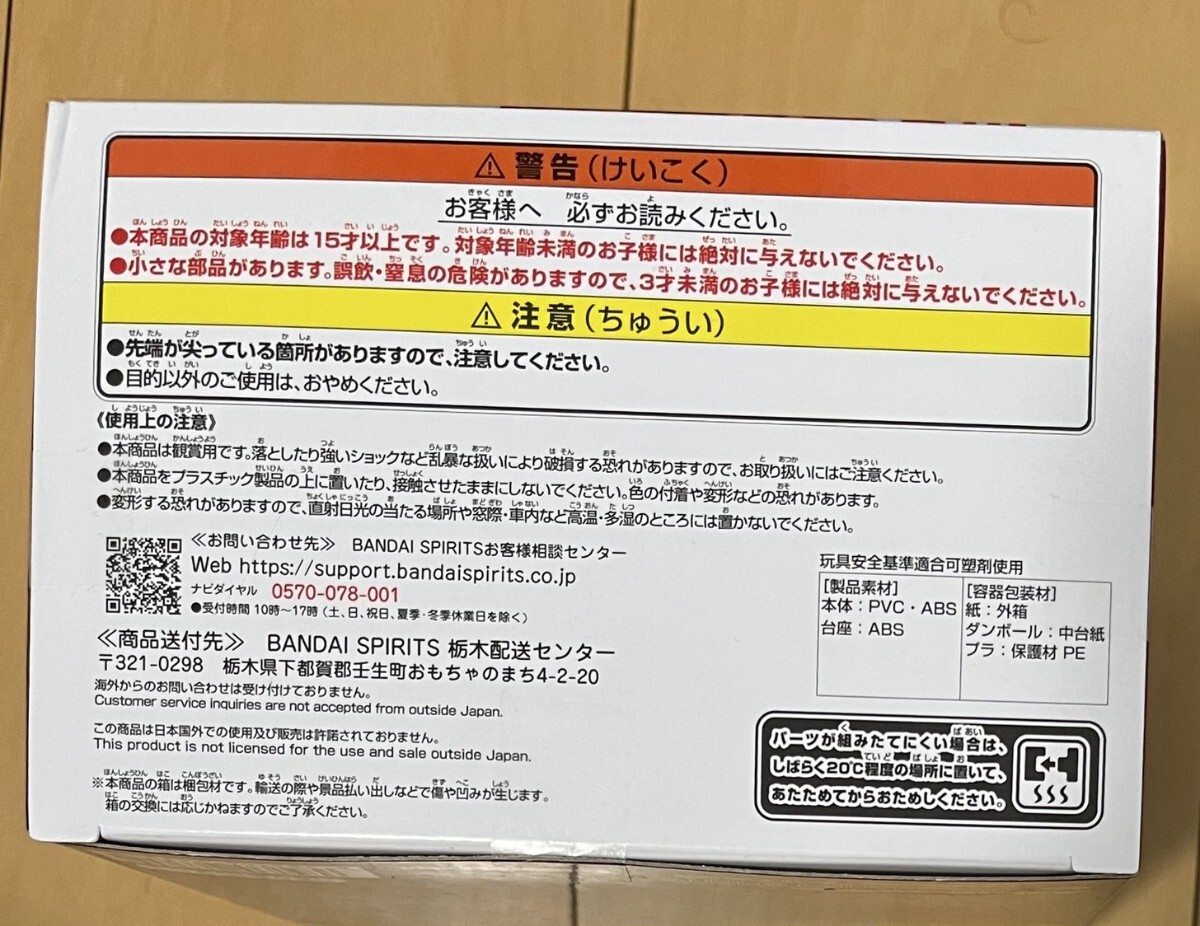 ⚠警告(けいこく)
お客様へ 必ずお読みください。
●本商品の対象年齢は15才以上です。対象年齢未満のお子様には絶対に与えないでください。
●小さな部品があります。誤飲・窒息の危険がありますので、3才未満のお子様には絶対に与えないでください。
⚠注意(ちゅうい)
●先端が尖っている箇所がありますので、注意してください。
●目的以外のご使用は、おやめください。
《使用上の注意》
●本商品は観賞用です。落としたり強いショックなど乱暴な扱いにより破損する恐れがありますので、お取り扱いにはご注意ください。
●本商品をプラスチック製品の上に置いたり、接触させたままにしないでください。色の付着や変形などの恐れがあります。
●変形する恐れがありますので、直射日光の当たる場所や窓際・車内など高温・多湿のところには置かないでください。
≪お問い合わせ先≫ BANDAI SPIRITSお客様相談センター
Web https://support.bandaispirits.co.jp
ナビダイヤル 0570-078-001
●受付時間 10時〜17時(土、日、祝日、夏季・冬季休業日を除く)
≪商品送付先≫ BANDAI SPIRITS 栃木配送センター
〒321-0298 栃木県下都賀郡壬生町おもちゃのまち4-2-20
海外からのお問い合わせは受け付けておりません。
Customer service inquiries are not accepted from outside Japan.
この商品は日本国外での使用及び販売は許諾されておりません。
This product is not licensed for the use and sale outside Japan.
※本商品の箱は梱包材です。輸送の際や景品払い出しなどで傷や凹みが生じます。
箱の交換には応じかねますのでご了承ください。
玩具安全基準適合可塑剤使用
[製品素材]
本体:PVC・ABS
台座:ABS
[容器包装材]
紙:外箱
ダンボール:中台紙
プラ:保護材 PE
パーツが組みたてにくい場合は、
しばらく20℃程度の場所に置いて、
あたためてからおためしください。